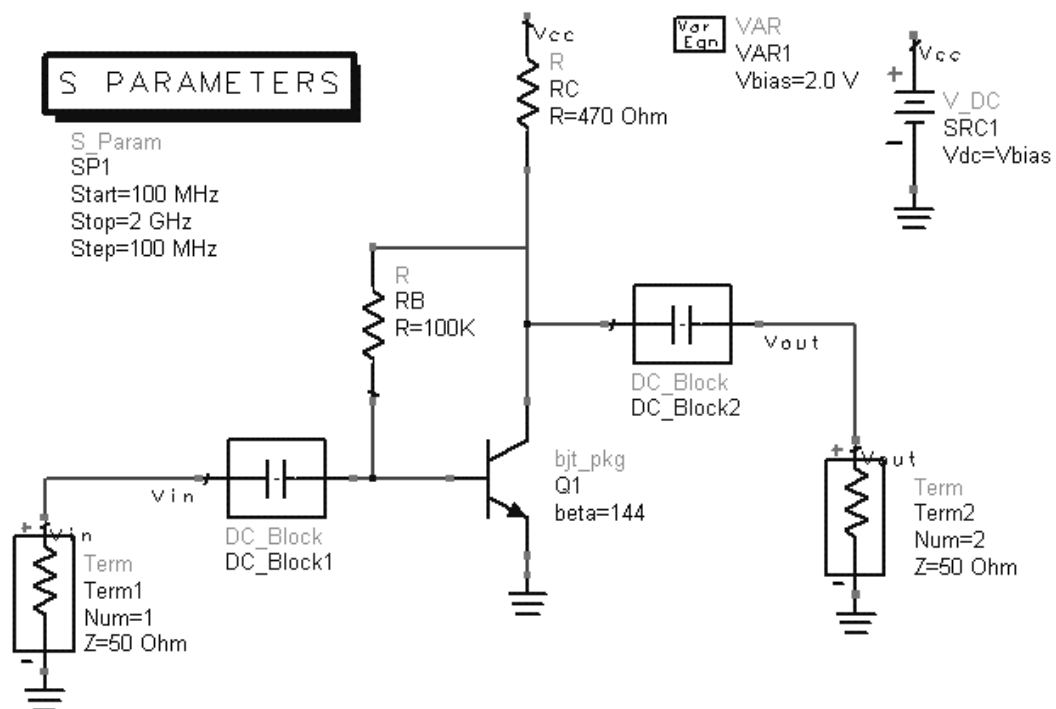 S PARAMETERS
S_Param
SP1
Start=100 MHz
Stop=2 GHz
Step=100 MHz
Vcc
R
RC
R=470 Ohm
Var
Eqn
VAR
VAR1
Vbias=2.0 V
Vcc
+
V_DC
SRC1
Vdc=Vbias
-
R
RB
R=100K
DC_Block
DC_Block2
Vout
bjt_pkg
Q1
beta=144
Vin
DC_Block
DC_Block1
+
Vin
Term
Term1
Num=1
Z=50 Ohm
-
+
Vout
Term
Term2
Num=2
Z=50 Ohm
-